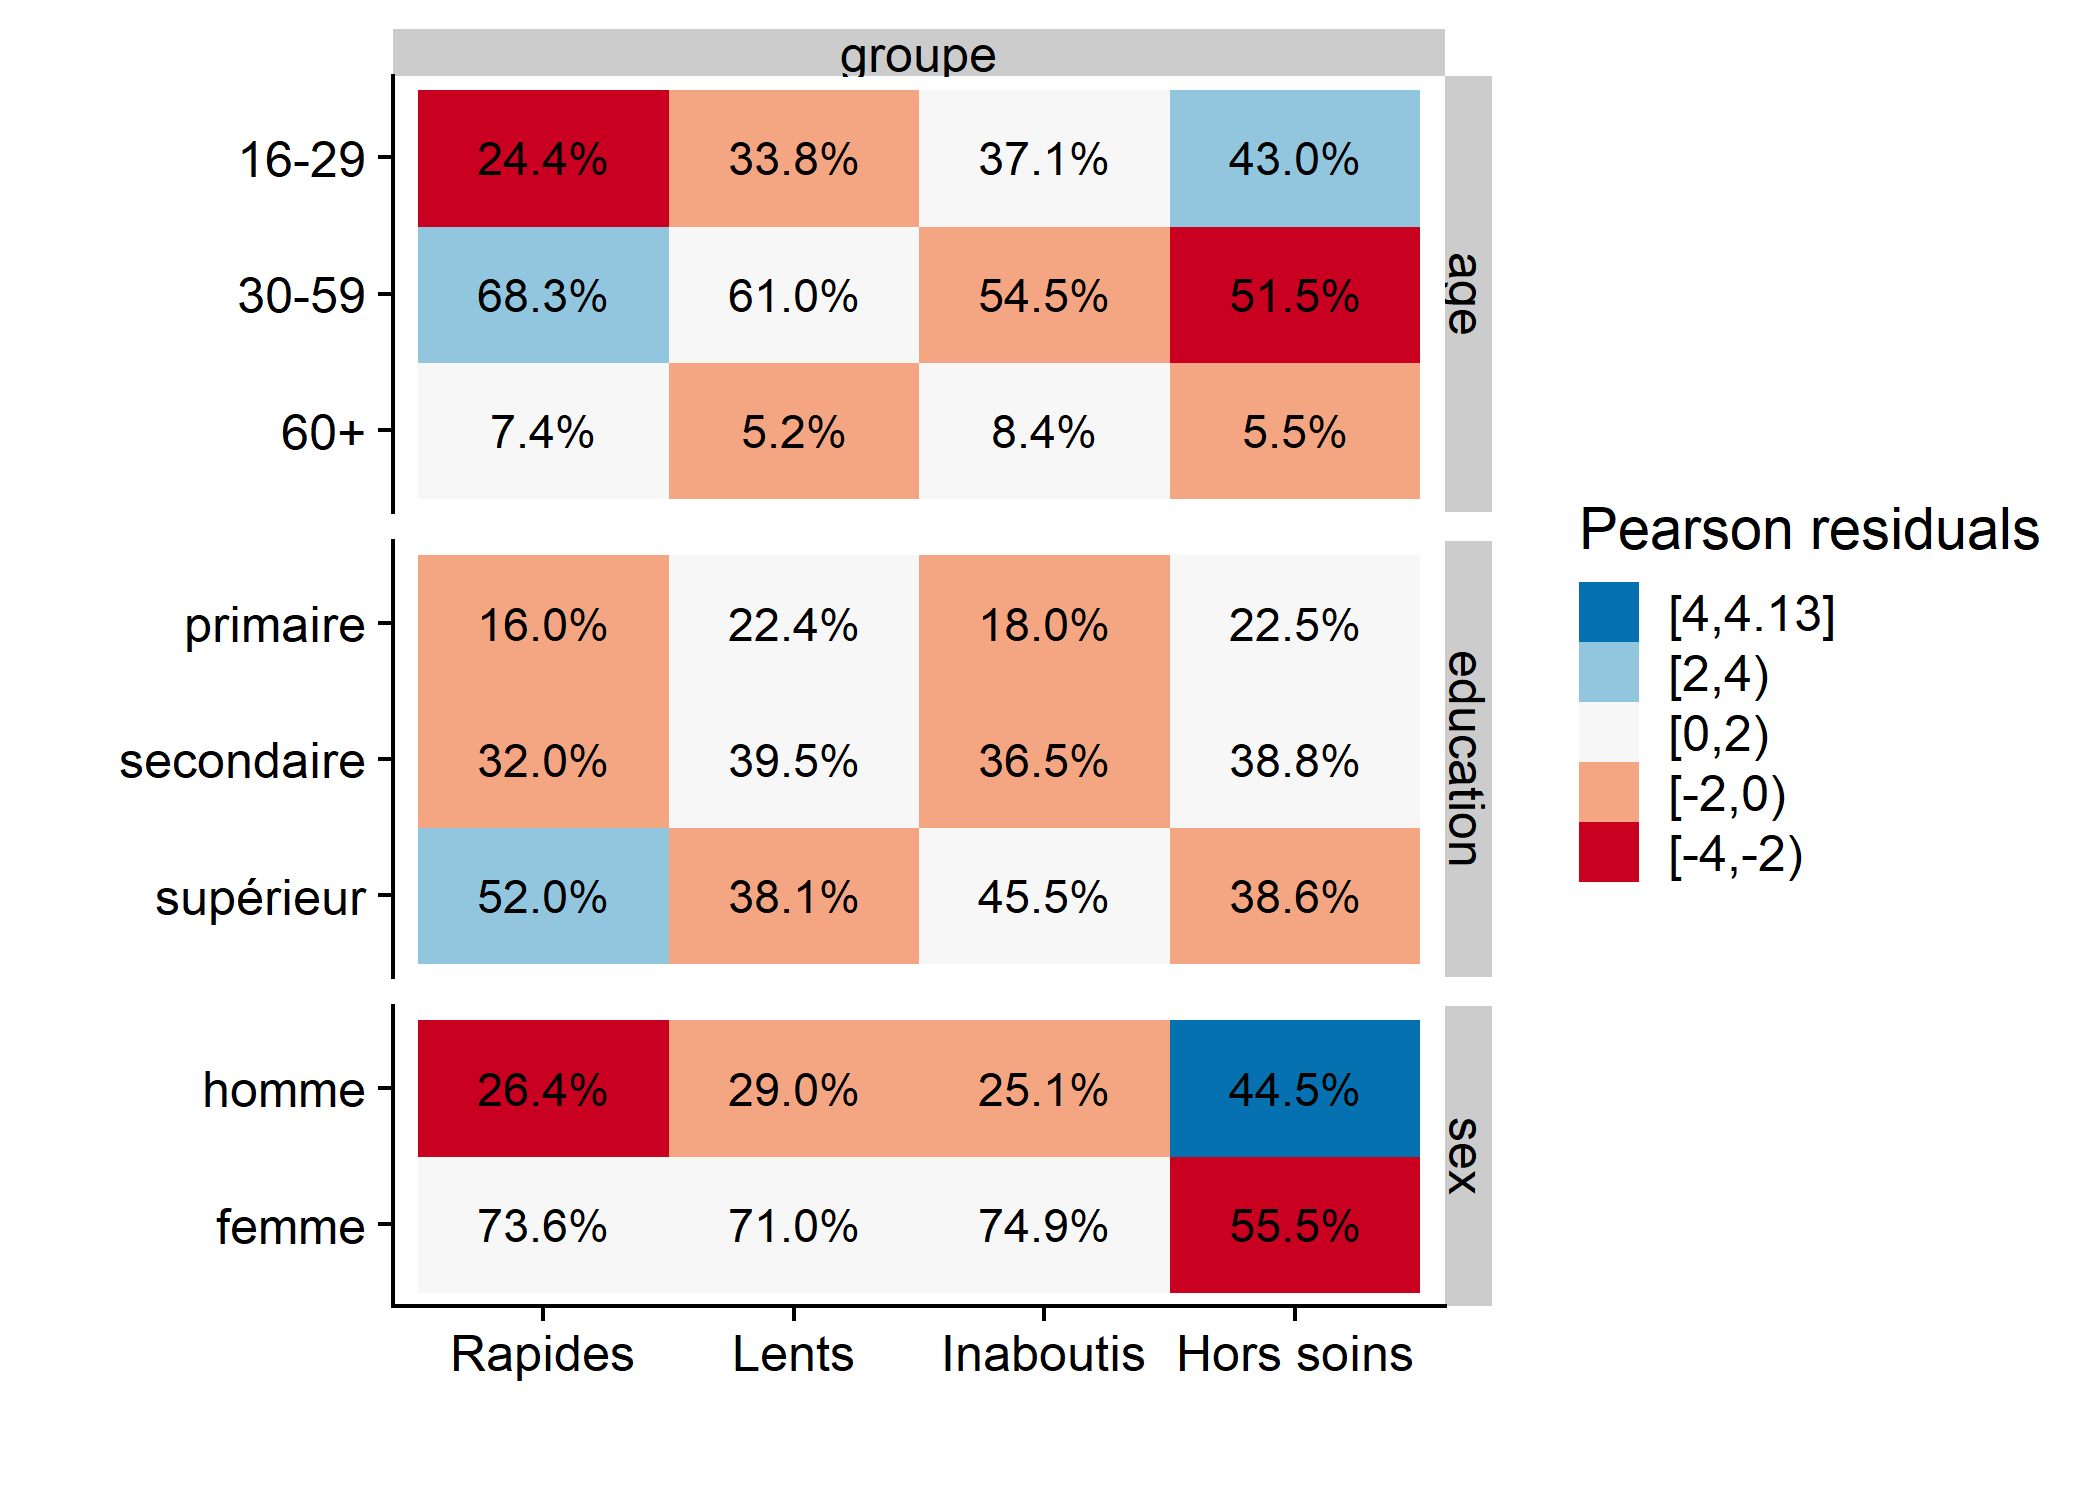 groupe
16-29 24.4% 33.8% 37.1% 43.0%
30-59 68.3% 61.0% 54.5% 51.5%
60+ 7.4% 5.2% 8.4% 5.5%
age
primaire 16.0% 22.4% 18.0% 22.5%
secondaire 32.0% 39.5% 36.5% 38.8%
supérieur 52.0% 38.1% 45.5% 38.6%
education
homme 26.4% 29.0% 25.1% 44.5%
femme 73.6% 71.0% 74.9% 55.5%
sex
Rapides Lents Inaboutis Hors soins
Pearson residuals
[4,4.13]
[2,4)
[0,2)
[-2,0)
[-4,-2)